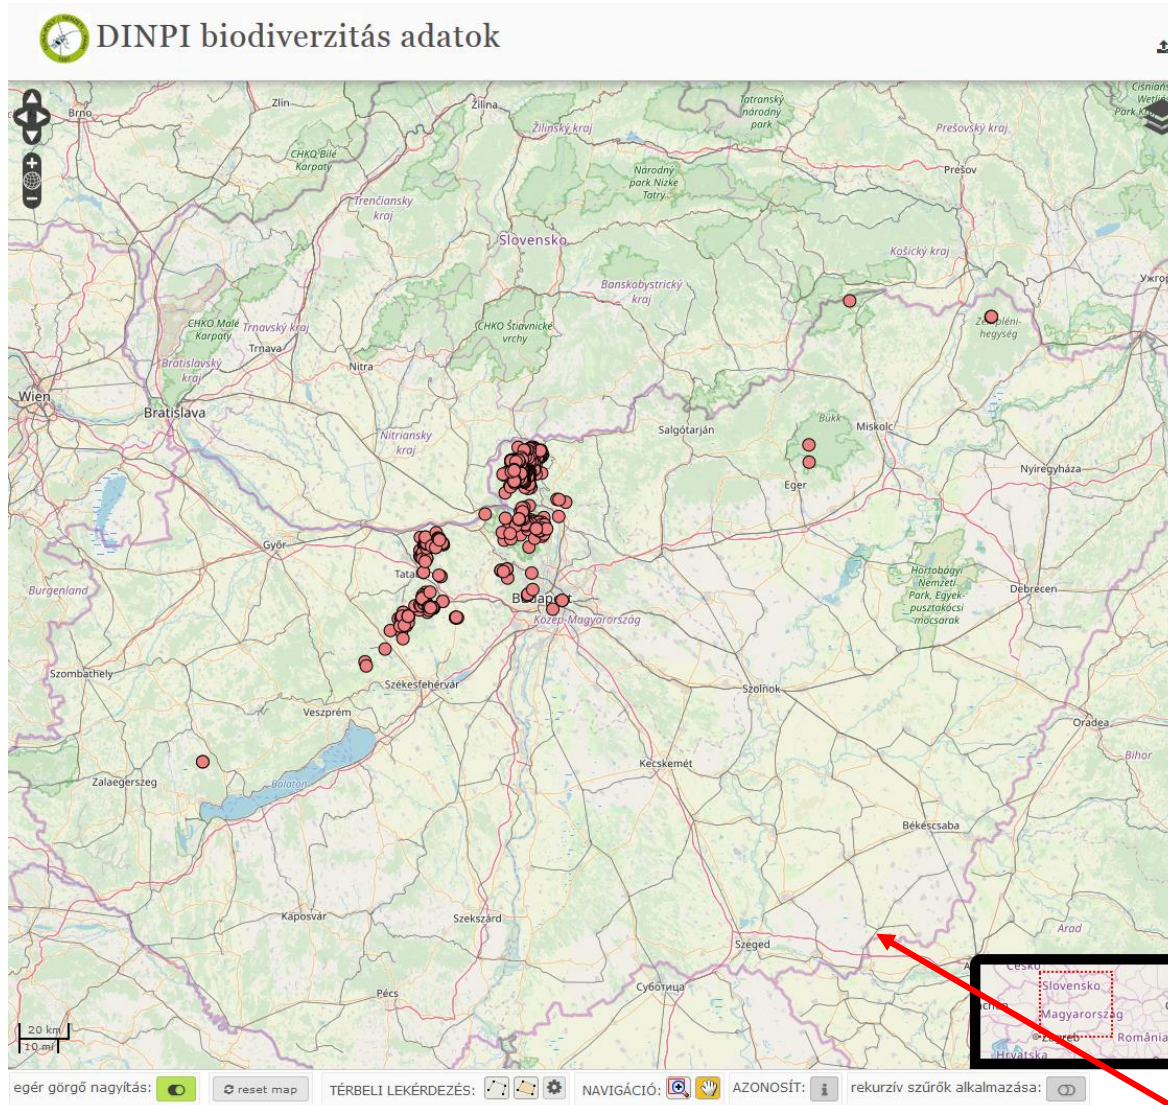 DINPI biodiverzitás adatok
Brno
Zlín
Žilina
Žilinský kraj
Tatranský
národný
park
Prešovský kraj
Prešov
CHKO Bílé
Karpaty
Národný
park Nízke
Tatry
Trenčiansky
kraj
Slovensko
Košický kraj
Banskobystrický
kraj
Ужгор
CHKO Malé
Karpaty
Trnavský kraj
Trnava
CHKO Štiavnické
vrchy
Zempléni-
hegység
Bratislavský
kraj
Nitra
Wien
Bratislava
Nitriansky
kraj
Salgótarján
Bükk
Miskolc
Nyíregyháza
Eger
Győr
Tata
Burgenland
Hortobágyi
Nemzeti
Park, Egyek-
pusztakócsi
mocsarak
Debrecen
Budapest
Közép-Magyarország
Szombathely
Székesfehérvár
Szolnok
Veszprém
Oradea
Bihor
Kecskemét
Zalaegerszeg
Balaton
Békéscsaba
Kaposvár
Szekszárd
Szeged
Arad
Суботица
Pécs
20 km
10 mi
Česko
Slovensko
Magyarország
Zagreb
România
Hrvatska
egér görgő nagyítás:
reset map
TÉRBELI LEKÉRDEZÉS:
NAVIGÁCIÓ:
AZONOSÍT:
rekurzív szűrők alkalmazása: